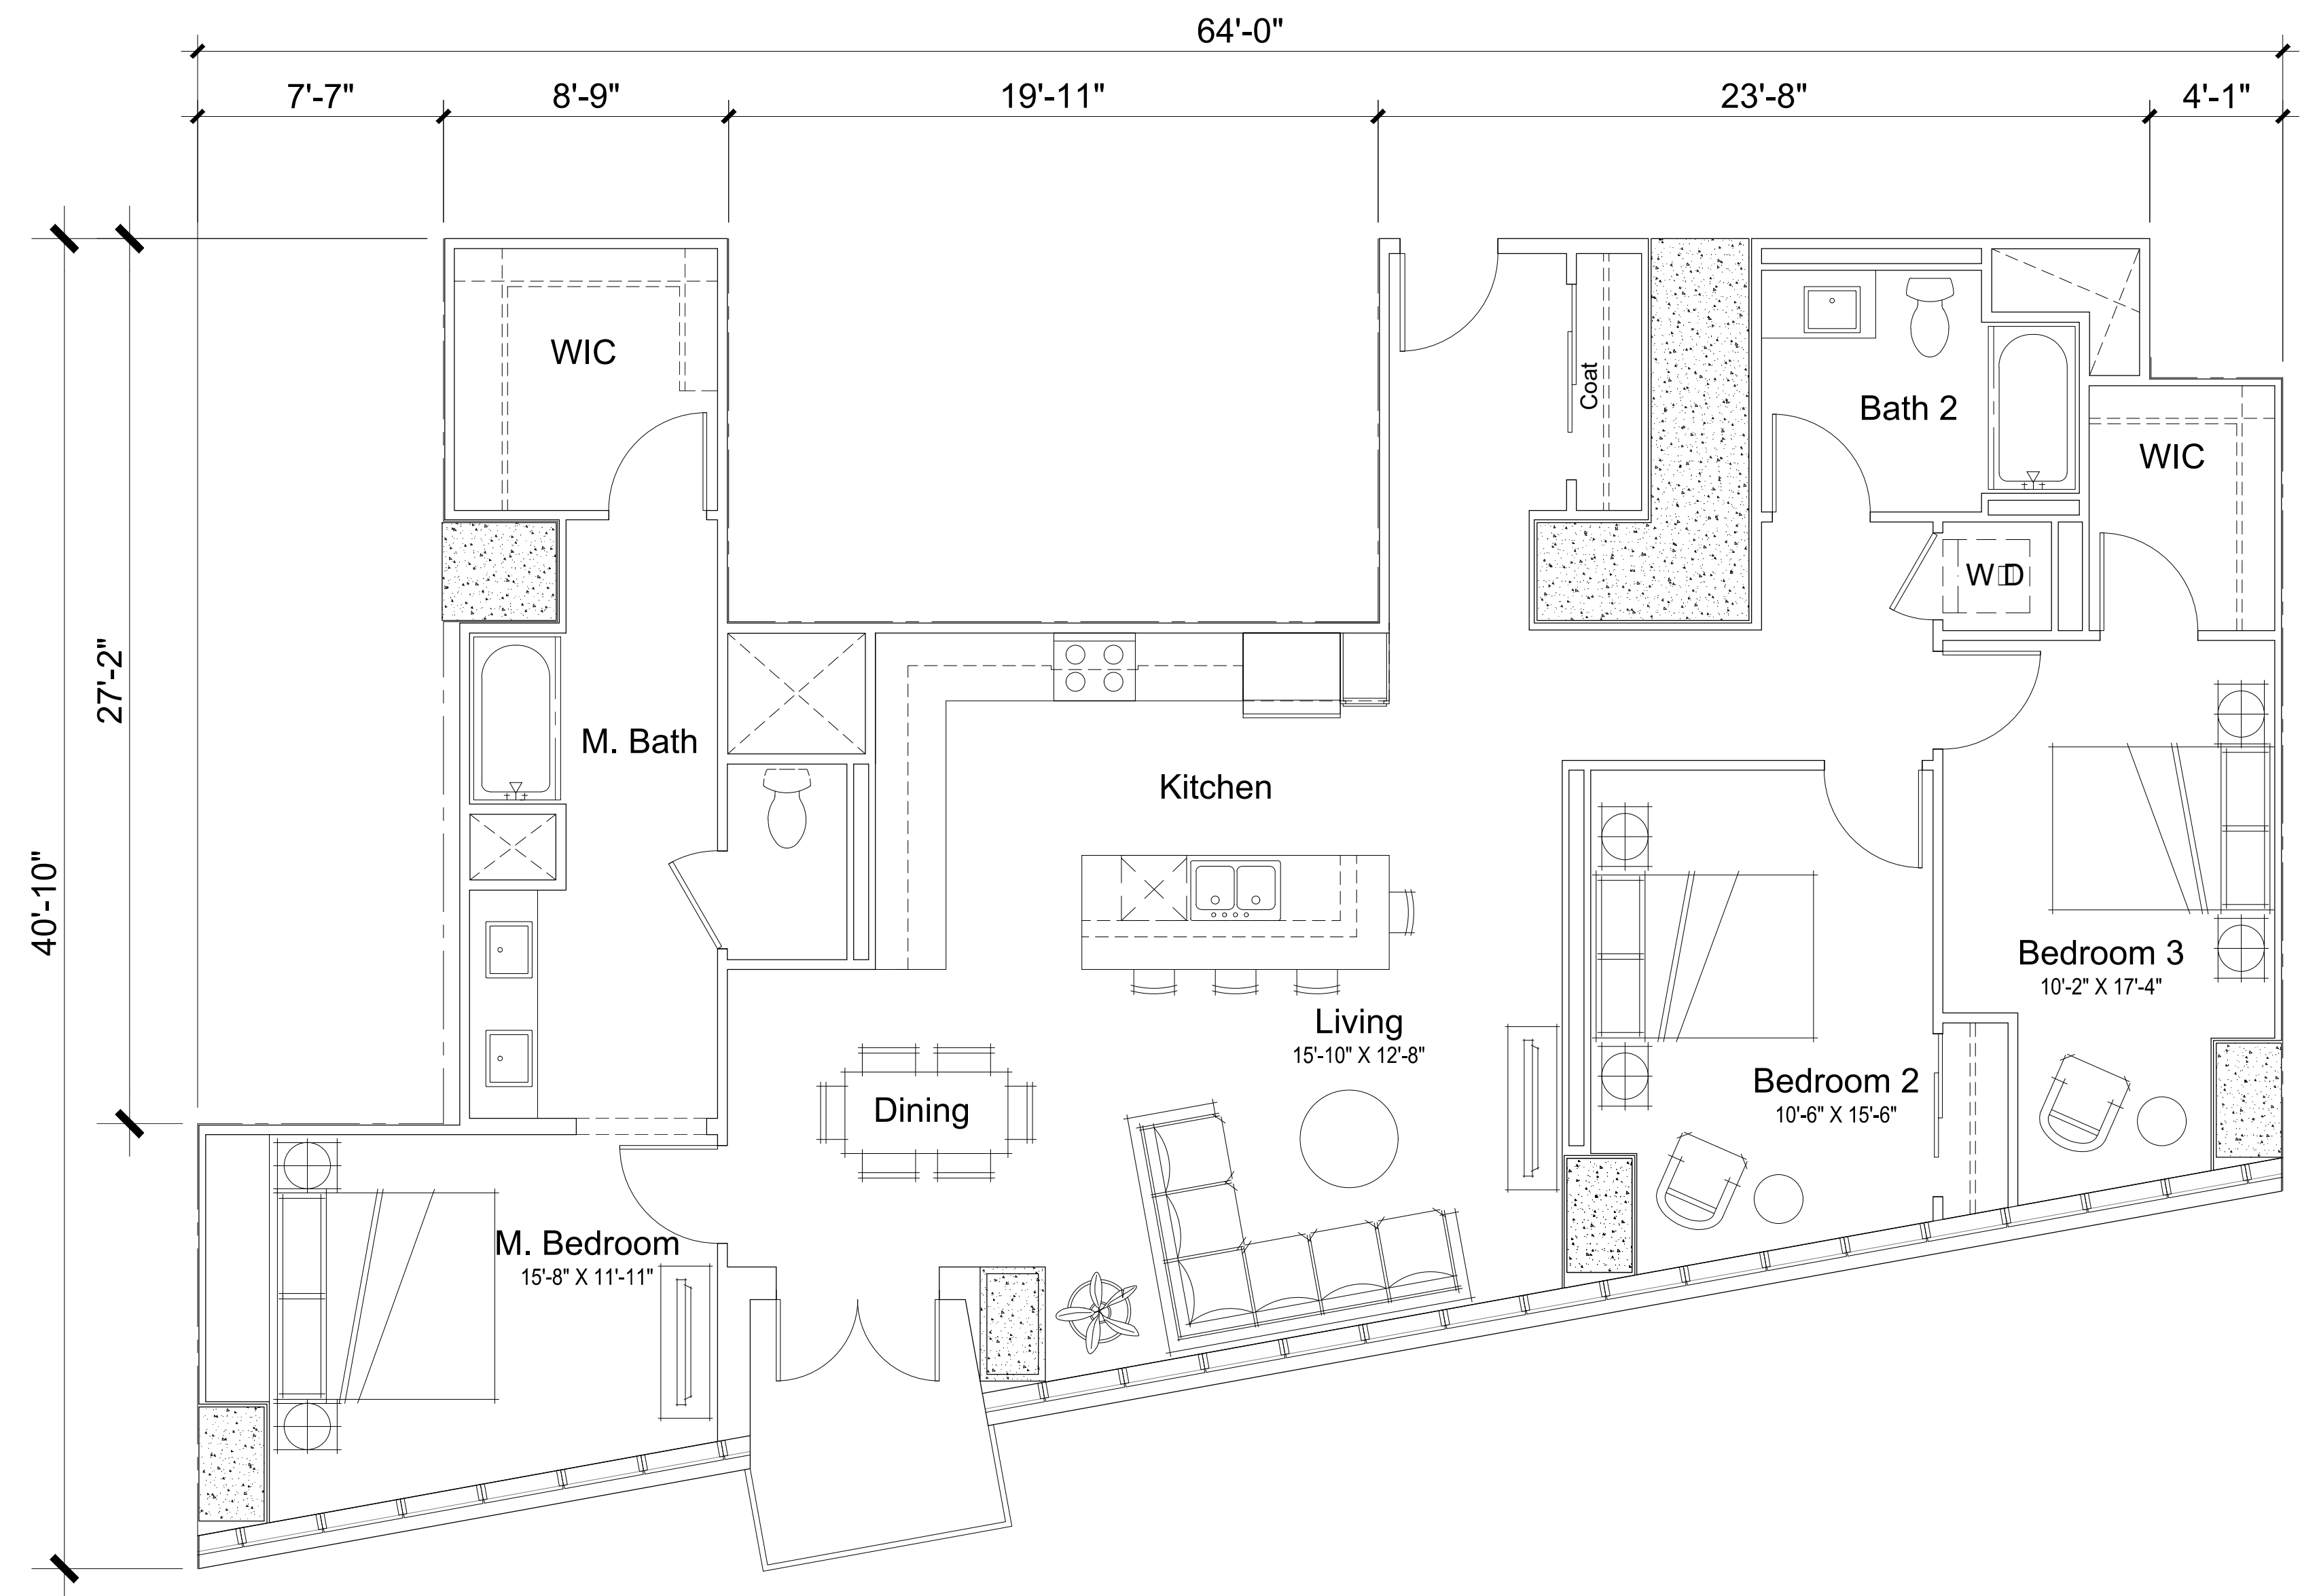 64'-0"
7'-7"
8'-9"
19'-11"
23'-8"
4'-1"
27'-2"
40'-10"
WIC
Coat
Bath 2
WIC
W D
M. Bath
Kitchen
Bedroom 3
10'-2" X 17'-4"
Living
15'-10" X 12'-8"
Bedroom 2
10'-6" X 15'-6"
Dining
M. Bedroom
15'-8" X 11'-11"